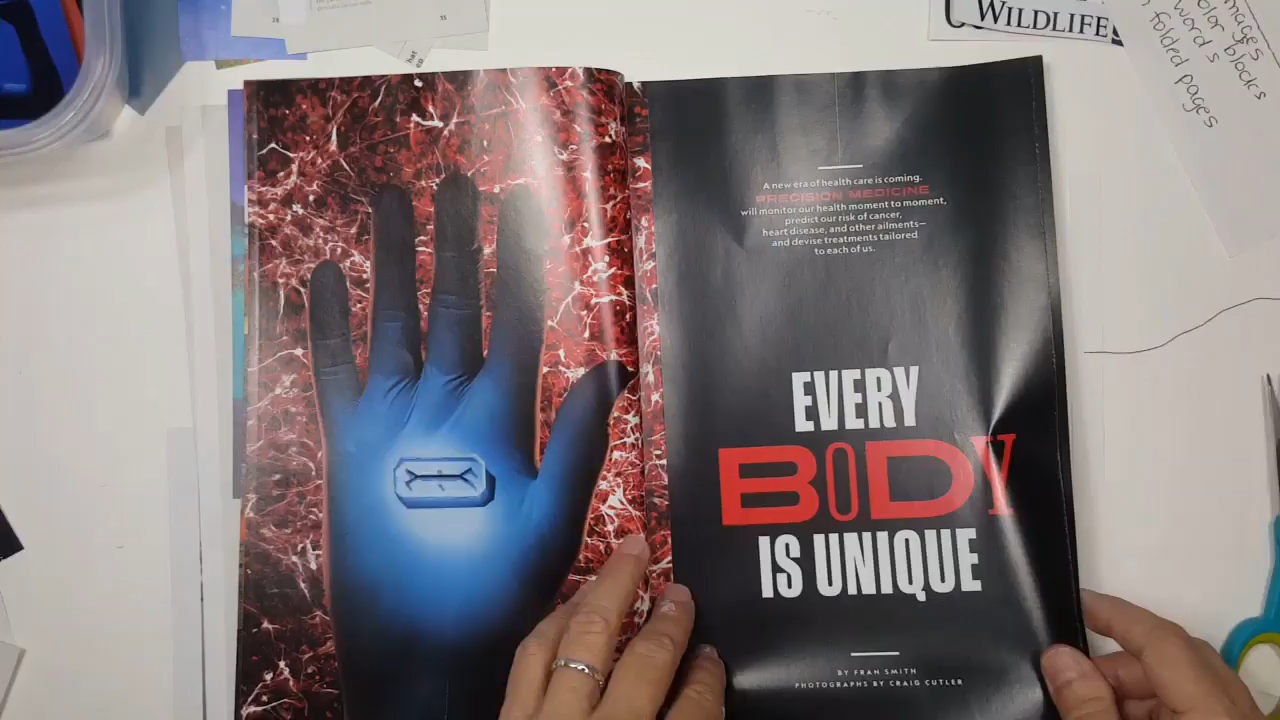 WILDLIFE
mages
olor blocks
word s
folded pages
A new era of health care is coming.
PRECISION MEDICINE
will monitor our health moment to moment,
predict our risk of cancer,
heart disease, and other ailments—
and devise treatments tailored
to each of us.
EVERY
BODY
IS UNIQUE
BY FRAN SMITH
PHOTOGRAPHS BY CRAIG CUTLER